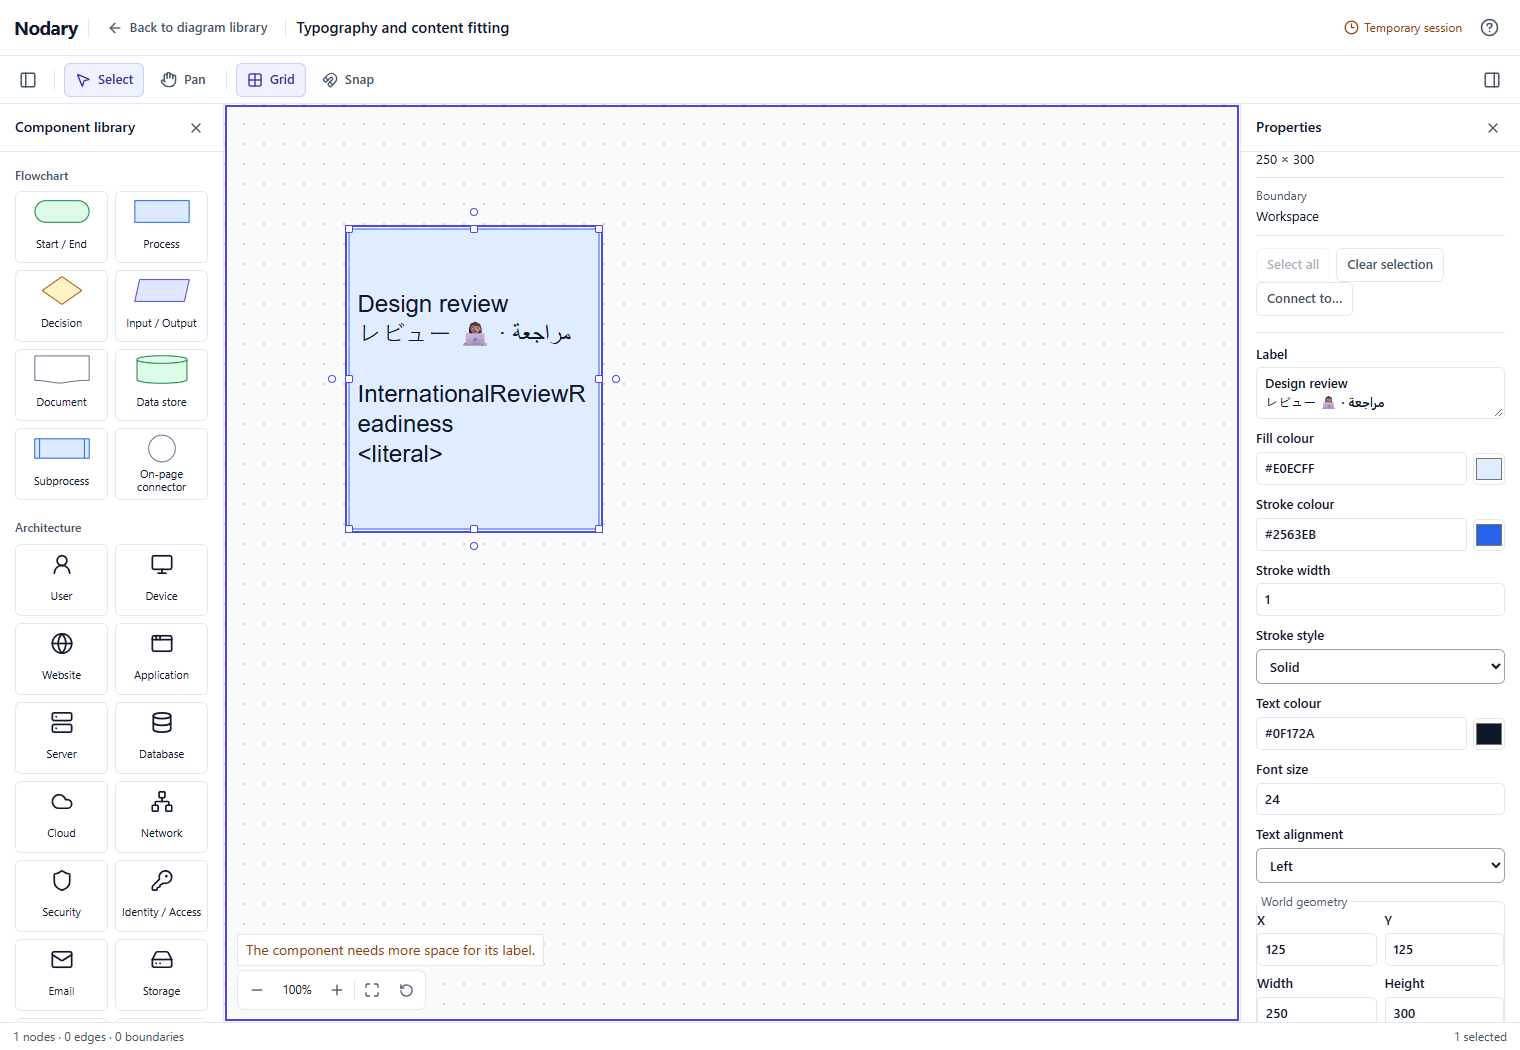 Nodary
Back to diagram library
Typography and content fitting
Temporary session
Select
Pan
Grid
Snap
Component library
Flowchart
Start / End
Process
Decision
Input / Output
Document
Data store
Subprocess
On-page
connector
Architecture
User
Device
Website
Application
Server
Database
Cloud
Network
Security
Identity / Access
Email
Storage
Design review
レビュー 👩🏽‍💻 · مراجعة
InternationalReviewR
eadiness
<literal>
The component needs more space for its label.
100%
Properties
250 × 300
Boundary
Workspace
Select all
Clear selection
Connect to...
Label
Design review
レビュー 👩🏽‍💻 · مراجعة
Fill colour
#E0ECFF
Stroke colour
#2563EB
Stroke width
1
Stroke style
Solid
Text colour
#0F172A
Font size
24
Text alignment
Left
World geometry
X
Y
125
125
Width
Height
250
300
1 nodes · 0 edges · 0 boundaries
1 selected